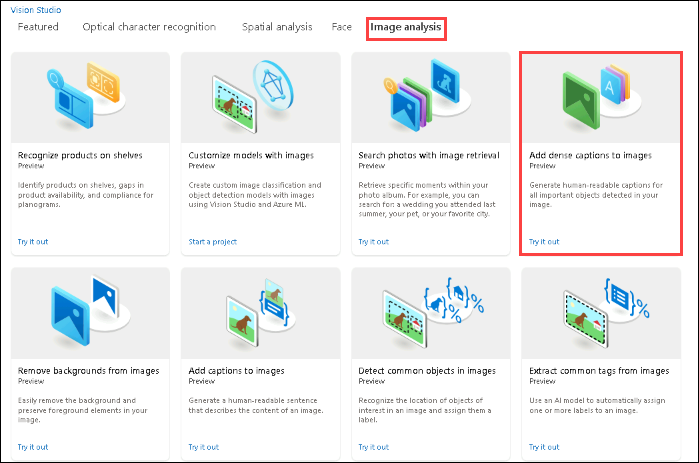 Vision Studio
Featured Optical character recognition Spatial analysis Face Image analysis
Recognize products on shelves
Preview
Identify products on shelves, gaps in
product availability, and compliance for
planograms.
Try it out
Customize models with images
Preview
Create custom image classification and
object detection models with images
using Vision Studio and Azure ML.
Start a project
Search photos with image retrieval
Preview
Retrieve specific moments within your
photo album. For example, you can
search for: a wedding you attended last
summer, your pet, or your favorite city.
Try it out
A
Add dense captions to images
Preview
Generate human-readable captions for
all important objects detected in your
image.
Try it out
Remove backgrounds from images
Preview
Easily remove the background and
preserve foreground elements in your
image.
Try it out
Add captions to images
Preview
Generate a human-readable sentence
that describes the content of an image.
Try it out
%
%
Detect common objects in images
Preview
Recognize the location of objects of
interest in an image and assign them a
label.
Try it out
%
Extract common tags from images
Preview
Use an AI model to automatically assign
one or more labels to an image.
Try it out